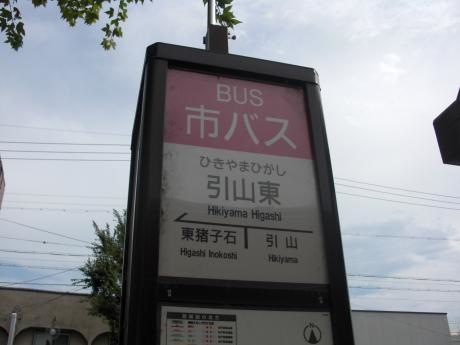 BUS
市バス
ひきやまひがし
引山東
Hikiyama Higashi
東猪子石 引山
Higashi Inokoshi Hikiyama
N